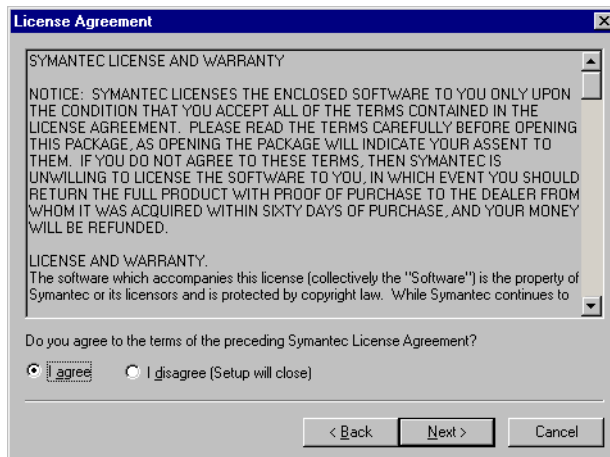 License Agreement
SYMANTEC LICENSE AND WARRANTY
NOTICE: SYMANTEC LICENSES THE ENCLOSED SOFTWARE TO YOU ONLY UPON
THE CONDITION THAT YOU ACCEPT ALL OF THE TERMS CONTAINED IN THE
LICENSE AGREEMENT. PLEASE READ THE TERMS CAREFULLY BEFORE OPENING
THIS PACKAGE, AS OPENING THE PACKAGE WILL INDICATE YOUR ASSENT TO
THEM. IF YOU DO NOT AGREE TO THESE TERMS, THEN SYMANTEC IS
UNWILLING TO LICENSE THE SOFTWARE TO YOU, IN WHICH EVENT YOU SHOULD
RETURN THE FULL PRODUCT WITH PROOF OF PURCHASE TO THE DEALER FROM
WHOM IT WAS ACQUIRED WITHIN SIXTY DAYS OF PURCHASE, AND YOUR MONEY
WILL BE REFUNDED.
LICENSE AND WARRANTY.
The software which accompanies this license (collectively the "Software") is the property of
Symantec or its licensors and is protected by copyright law. While Symantec continues to
Do you agree to the terms of the preceding Symantec License Agreement?
I agree I disagree (Setup will close)
< Back Next > Cancel